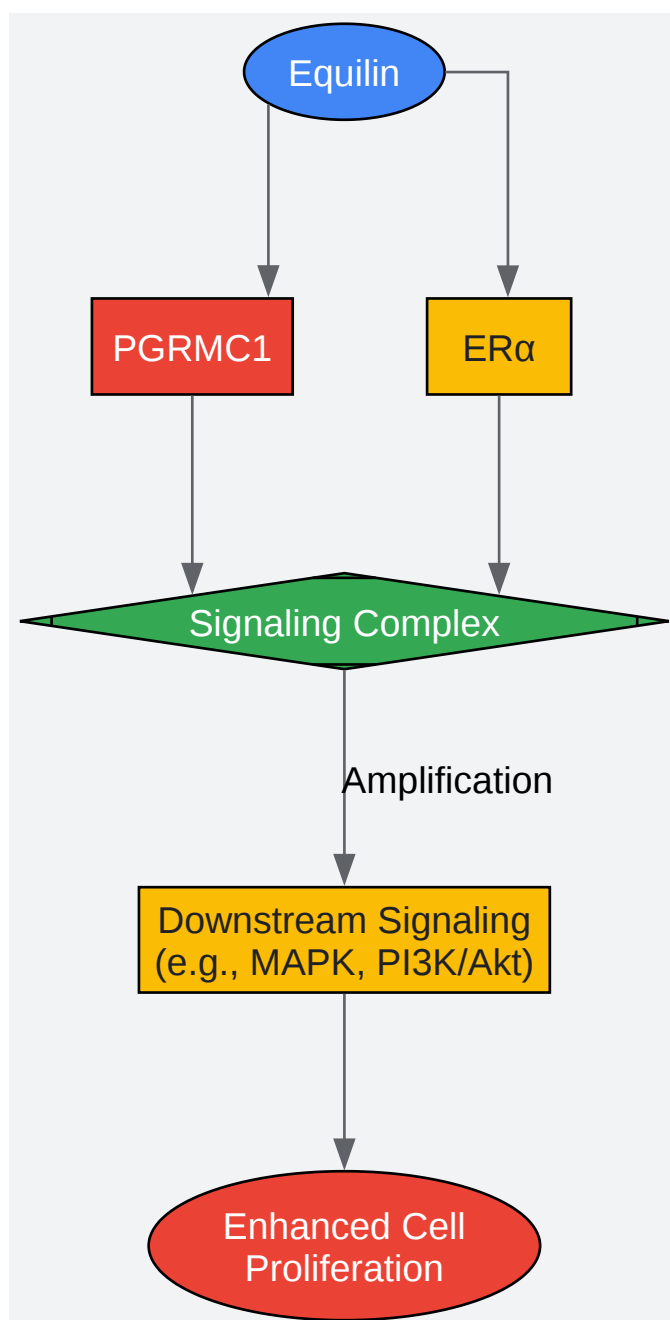 Equilin
PGRMC1
ERα
Signaling Complex
Amplification
Downstream Signaling
(e.g., MAPK, PI3K/Akt)
Enhanced Cell
Proliferation